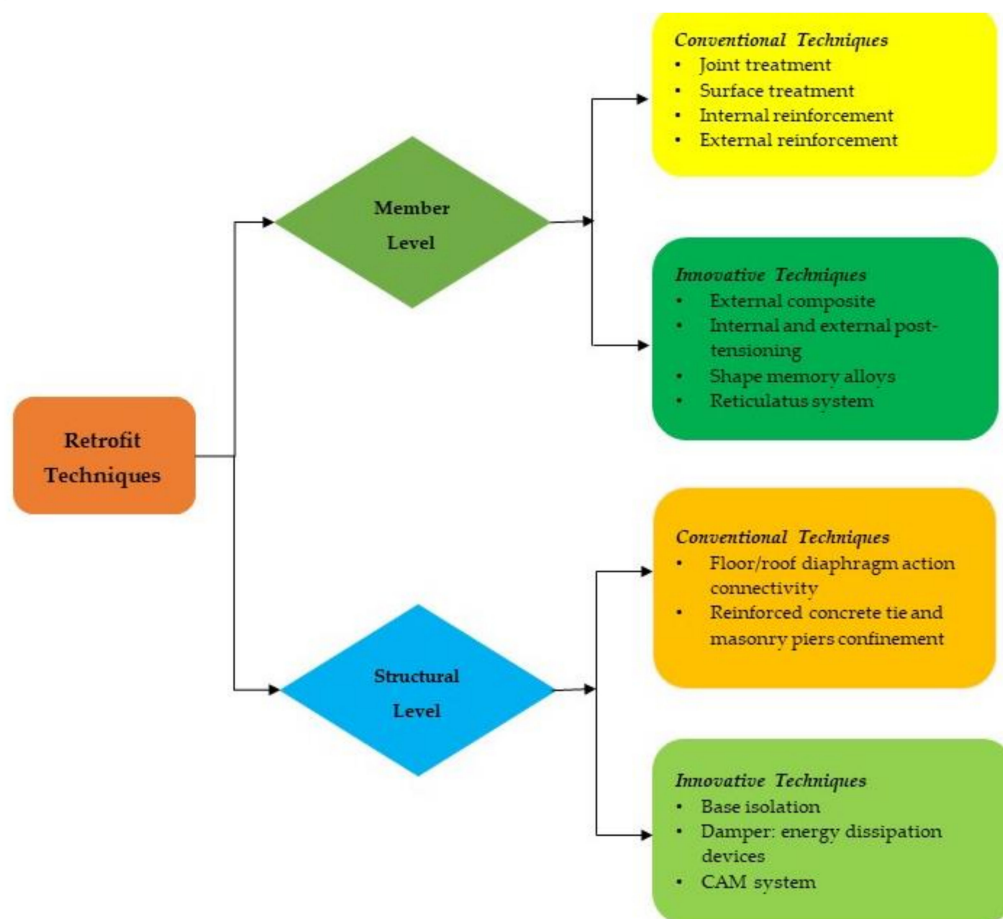 Retrofit
Techniques
Member
Level
Conventional Techniques
• Joint treatment
• Surface treatment
• Internal reinforcement
• External reinforcement
Innovative Techniques
• External composite
• Internal and external post-
tensioning
• Shape memory alloys
• Reticulatus system
Structural
Level
Conventional Techniques
• Floor/roof diaphragm action
connectivity
• Reinforced concrete tie and
masonry piers confinement
Innovative Techniques
• Base isolation
• Damper: energy dissipation
devices
• CAM system